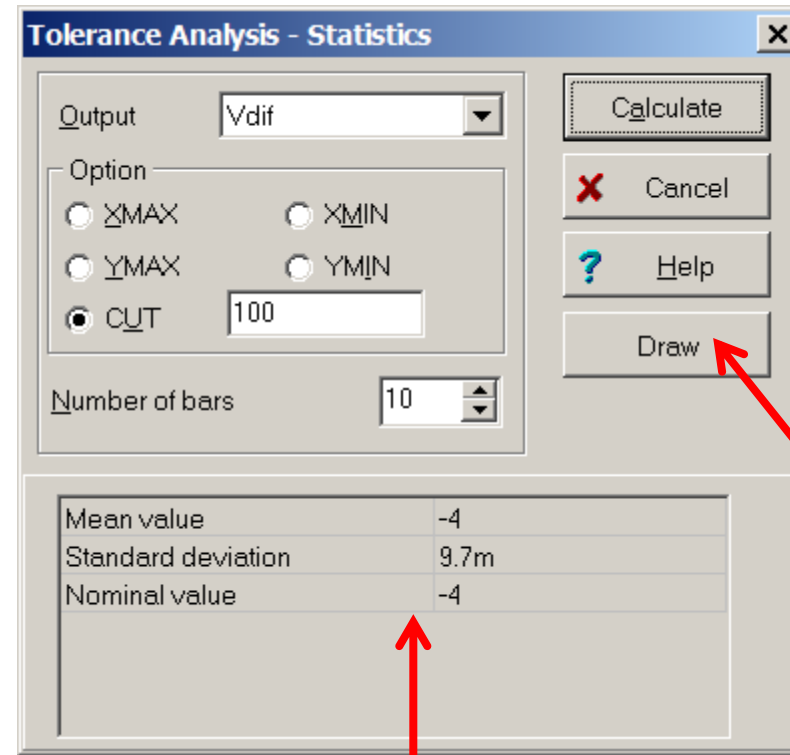 Tolerance Analysis - Statistics
Output Vdif
Calculate
Option
XMAX XMIN
Cancel
YMAX YMIN
? Help
CUT 100
Draw
Number of bars 10
Mean value -4
Standard deviation 9.7m
Nominal value -4